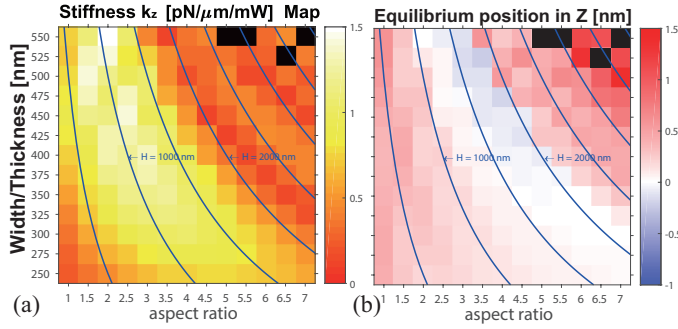 Stiffness kz [pN/μm/mW] Map
Equilibrium position in Z [nm]
Width/Thickness [nm]
550
525
500
475
450
425
400
375
350
325
300
275
250
← H = 1000 nm
← H = 2000 nm
1 1.5 2 2.5 3 3.5 4 4.5 5 5.5 6 6.5 7
aspect ratio
(a)
1.5
1
0.5
0
← H = 1000 nm
← H = 2000 nm
1 1.5 2 2.5 3 3.5 4 4.5 5 5.5 6 6.5 7
aspect ratio
(b)
1.5
1
0.5
0
-0.5
-1